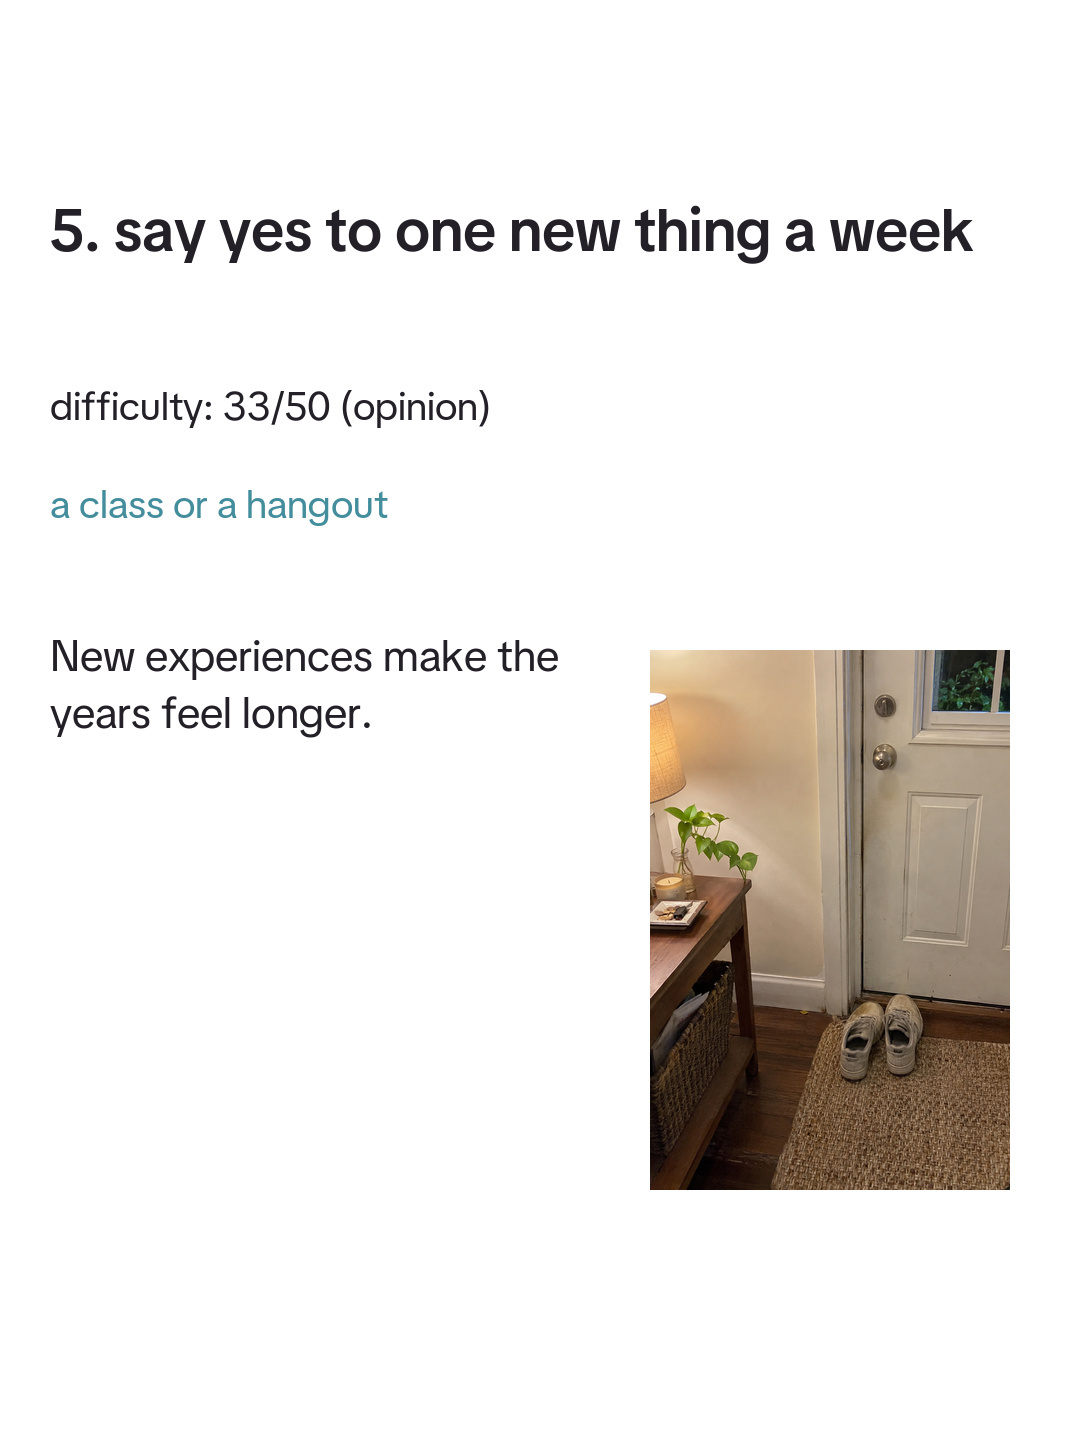 5. say yes to one new thing a week
difficulty: 33/50 (opinion)
a class or a hangout
New experiences make the
years feel longer.